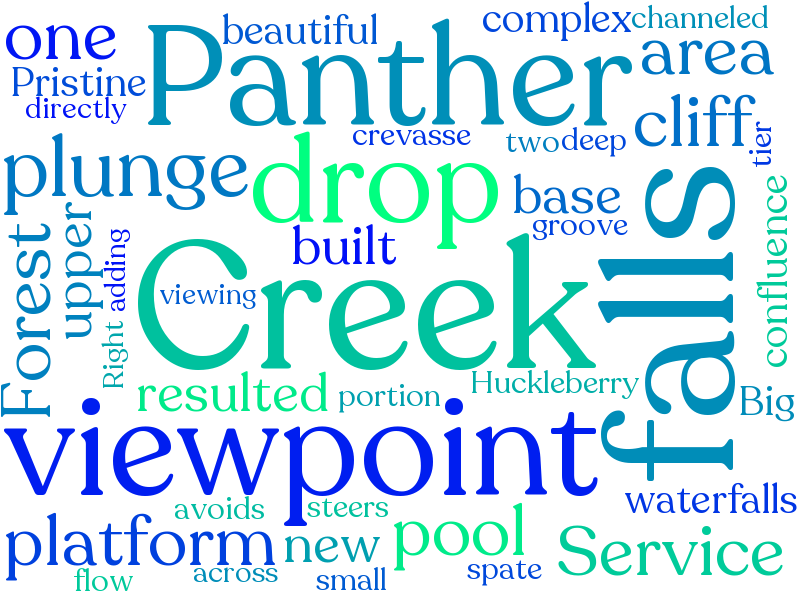 one
Pristine
directly
beautiful
Panther
complex
channeled
area
crevasse
two
deep
cliff
tier
plunge
drop
base
groove
built
Forest
upper
adding
viewing
Creek
falls
confluence
Right
resulted
portion
Huckleberry
Big
viewpoint
waterfalls
avoids
steers
platform
new
pool
Service
flow
across
small
spate